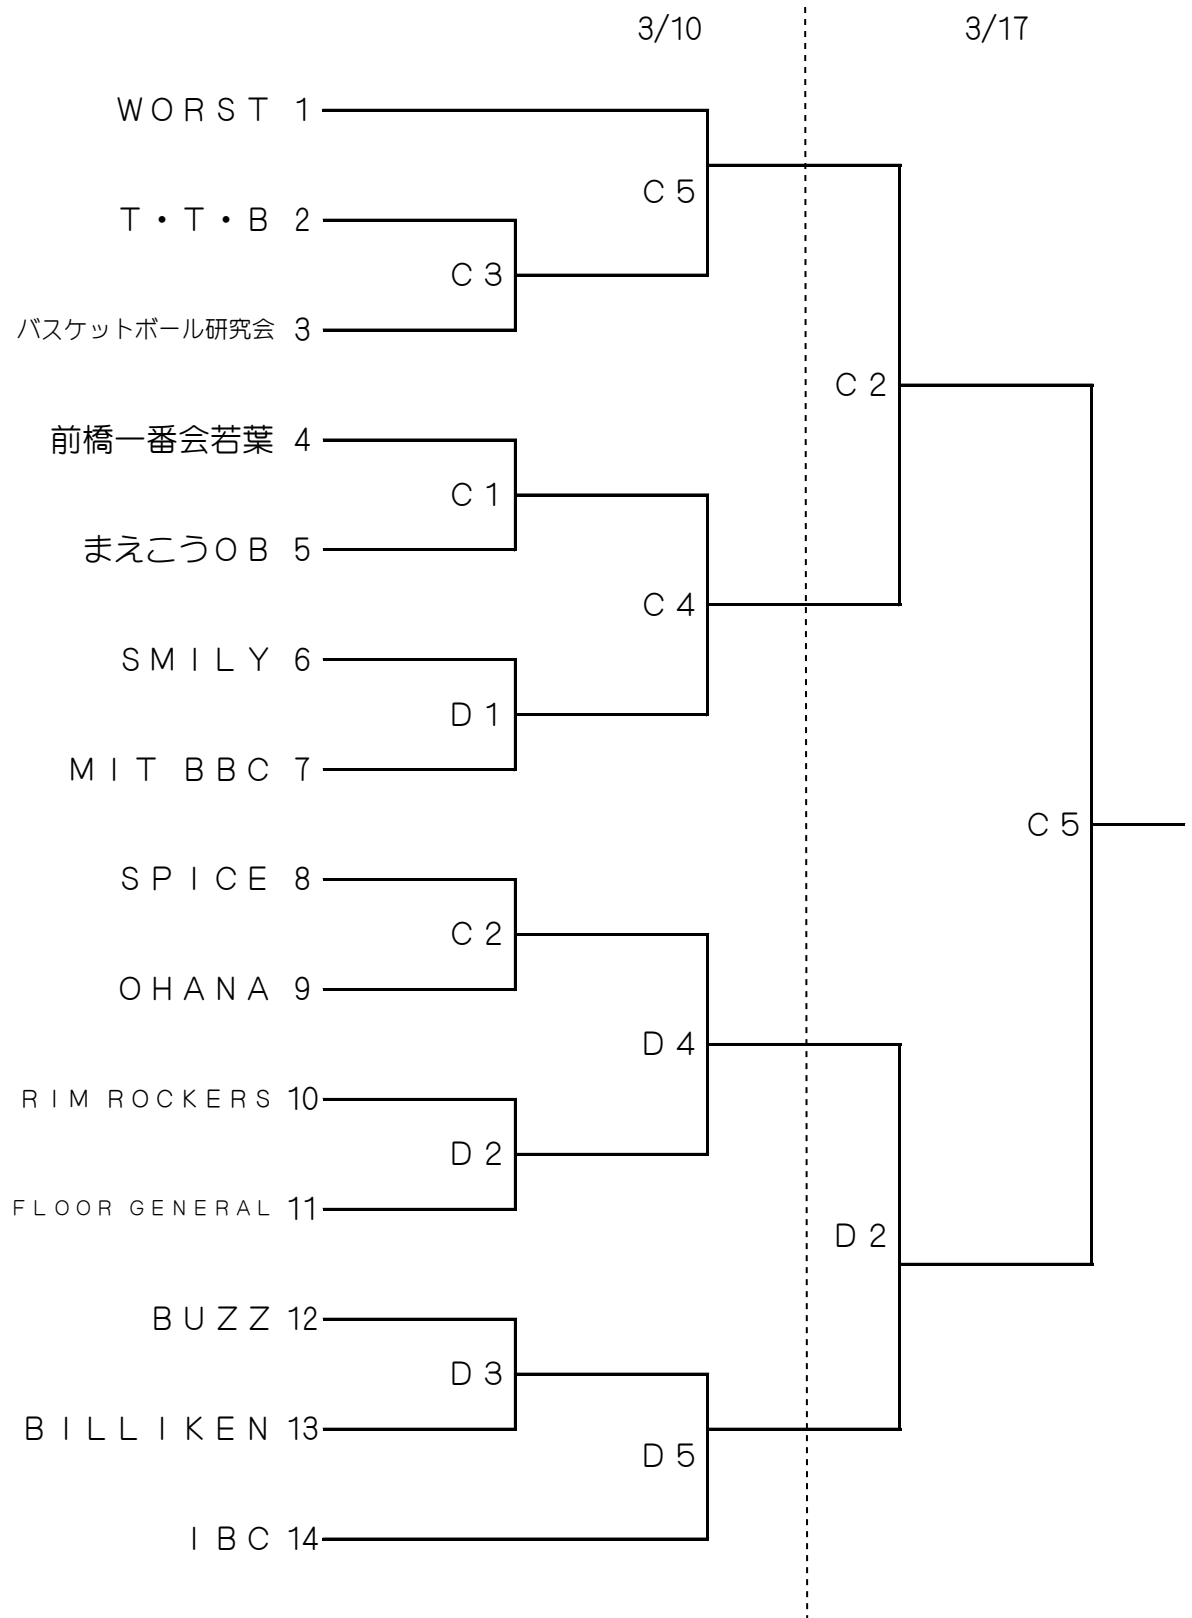 3/10 3/17
ＷＯＲＳＴ 1
Ｃ５
Ｔ・Ｔ・Ｂ 2
Ｃ３
バスケットボール研究会 3
Ｃ２
前橋一番会若葉 4
Ｃ１
まえこうＯＢ 5
Ｃ４
ＳＭＩＬＹ 6
Ｄ１
ＭＩＴ ＢＢＣ 7
Ｃ５
ＳＰＩＣＥ 8
Ｃ２
ＯＨＡＮＡ 9
Ｄ４
ＲＩＭ ＲＯＣＫＥＲＳ 10
Ｄ２
ＦＬＯＯＲ ＧＥＮＥＲＡＬ 11
Ｄ２
ＢＵＺＺ 12
Ｄ３
ＢＩＬＬＩＫＥＮ 13
Ｄ５
ＩＢＣ 14